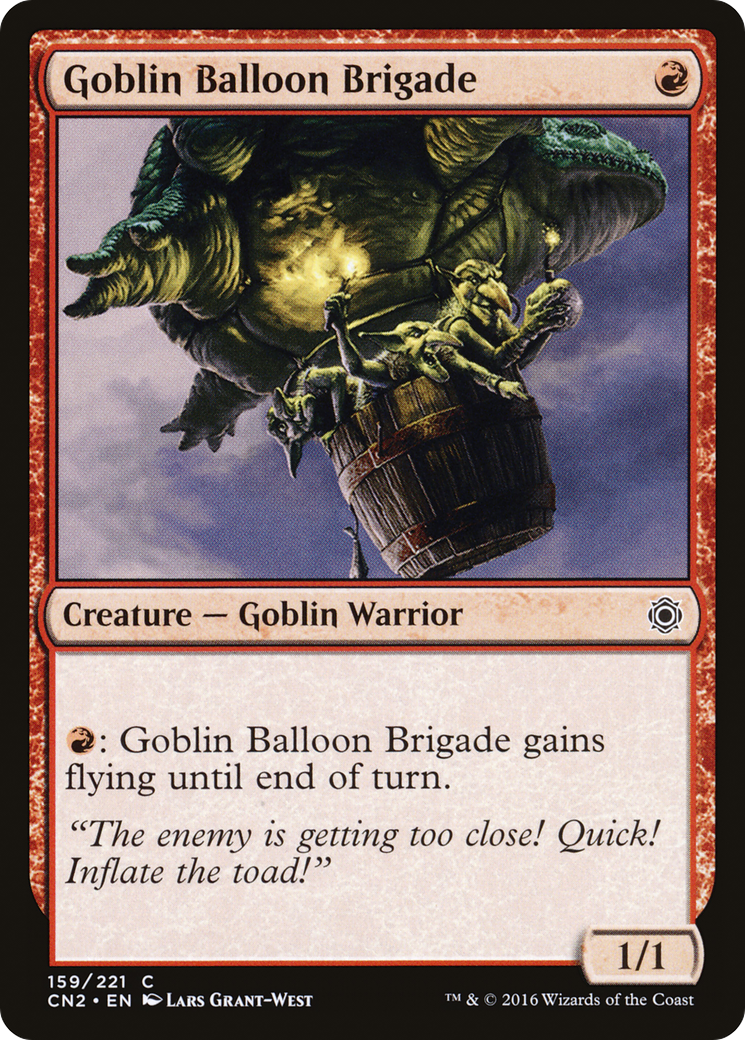 Goblin Balloon Brigade
Creature — Goblin Warrior
: Goblin Balloon Brigade gains
flying until end of turn.
“The enemy is getting too close! Quick!
Inflate the toad!”
1/1
159/221 C
CN2 • EN Lars Grant-West
™ & © 2016 Wizards of the Coast